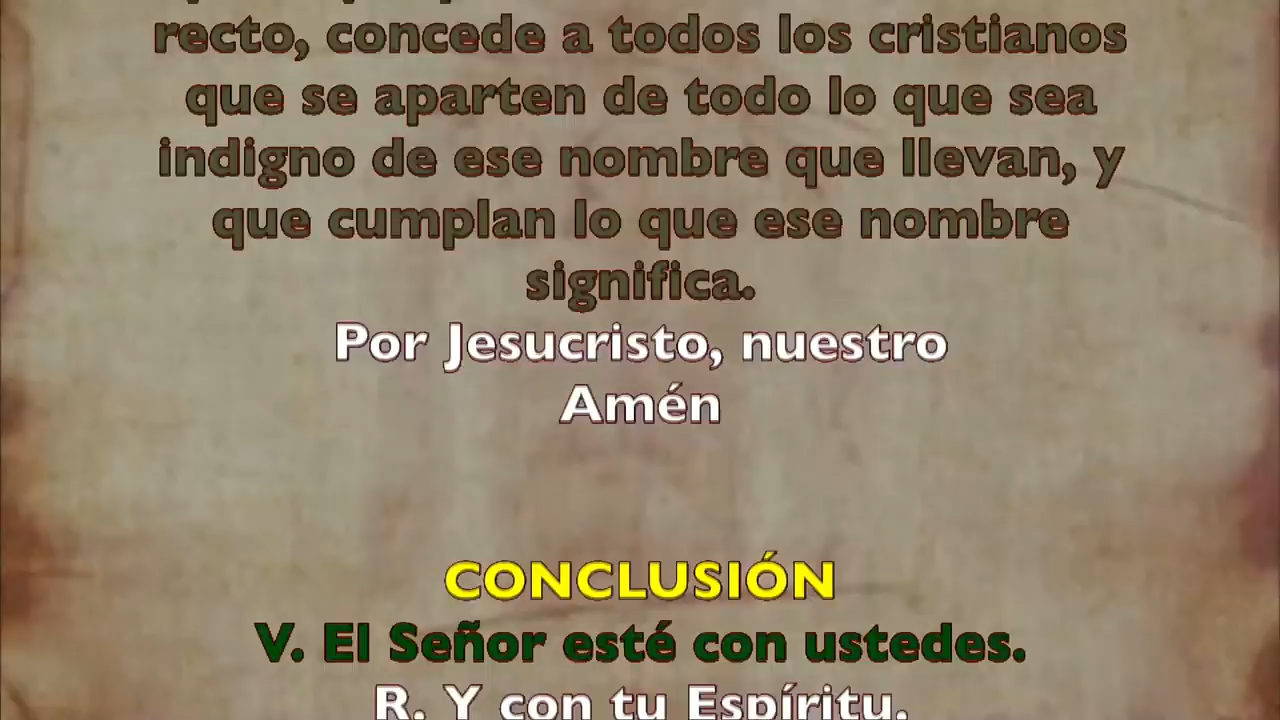 recto, concede a todos los cristianos
que se aparten de todo lo que sea
indigno de ese nombre que llevan, y
que cumplan lo que ese nombre
significa.
Por Jesucristo, nuestro
Amén
CONCLUSIÓN
V. El Señor esté con ustedes.
R. Y con tu Espíritu.